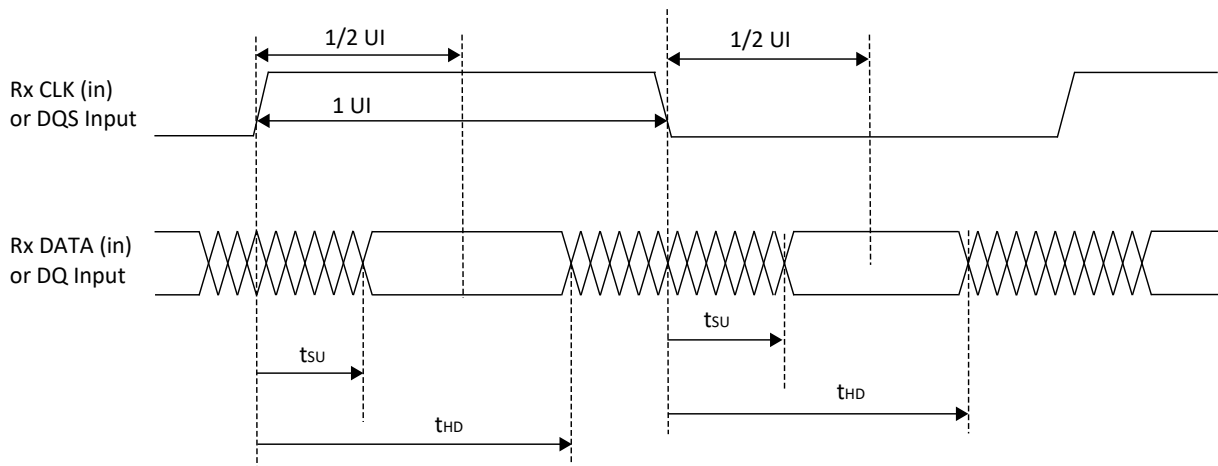 1/2 UI
1/2 UI
Rx CLK (in)
or DQS Input
1 UI
Rx DATA (in)
or DQ Input
tSU
tSU
tHD
tHD